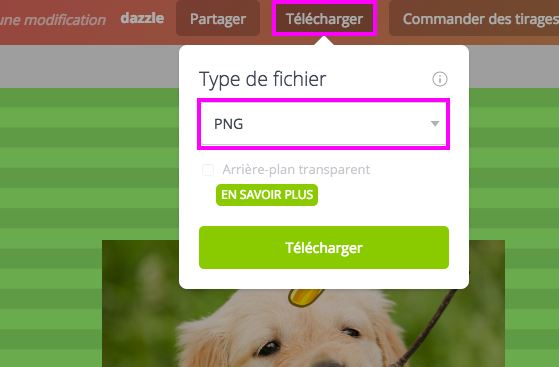 une modification dazzle Partager Télécharger Commander des tirages
Type de fichier
PNG
Arrière-plan transparent
EN SAVOIR PLUS
Télécharger